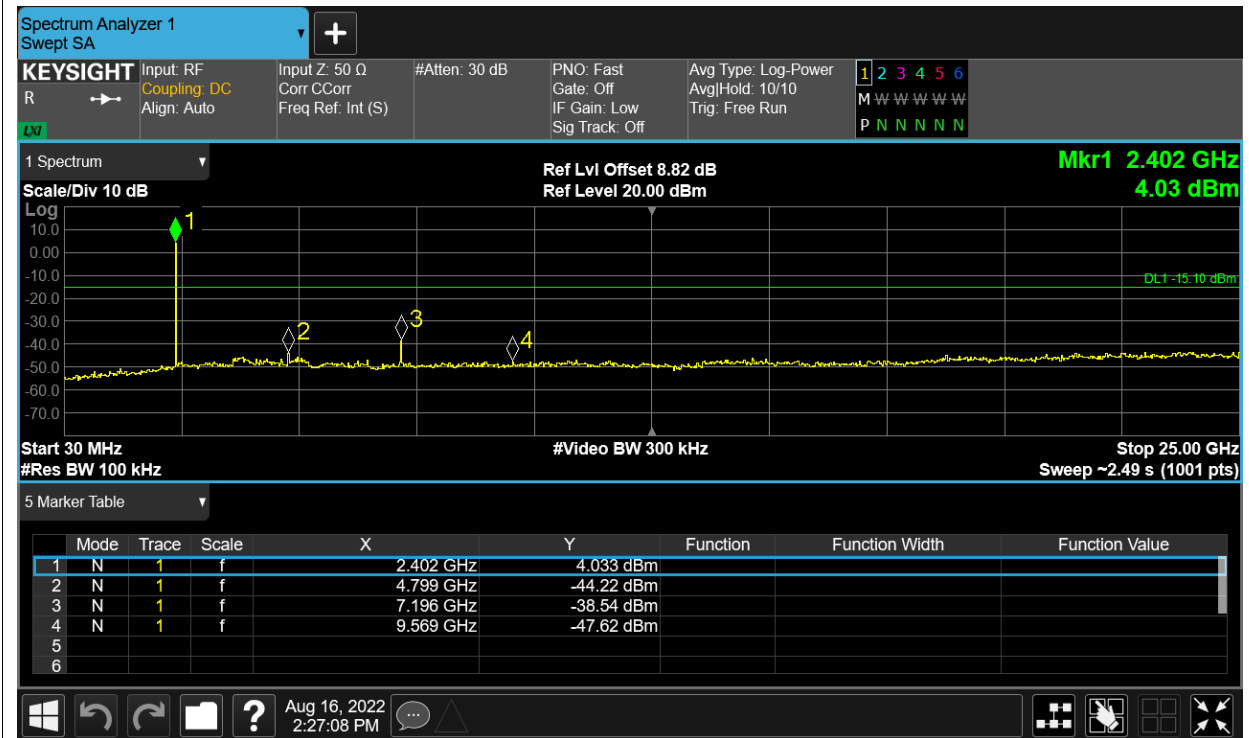 Spectrum Analyzer 1
Swept SA
+
KEYSIGHT Input: RF Input Z: 50 Ω #Atten: 30 dB PNO: Fast Avg Type: Log-Power 1 2 3 4 5 6
R Coupling: DC Corr CCorr Gate: Off Avg|Hold: 10/10 M W W W W W
Align: Auto Freq Ref: Int (S) IF Gain: Low Trig: Free Run
LXI Sig Track: Off P N N N N N
1 Spectrum Ref Lvl Offset 8.82 dB Mkr1 2.402 GHz
Scale/Div 10 dB Ref Level 20.00 dBm 4.03 dBm
Log
1
10.0
0.00
-10.0 DL1 -15.10 dBm
-20.0
-30.0 2 3
-40.0 4
-50.0
-60.0
-70.0
Start 30 MHz #Video BW 300 kHz Stop 25.00 GHz
#Res BW 100 kHz Sweep ~2.49 s (1001 pts)
5 Marker Table
Mode Trace Scale X Y Function Function Width Function Value
1 N 1 f 2.402 GHz 4.033 dBm
2 N 1 f 4.799 GHz -44.22 dBm
3 N 1 f 7.196 GHz -38.54 dBm
4 N 1 f 9.569 GHz -47.62 dBm
5
6
? Aug 16, 2022
2:27:08 PM